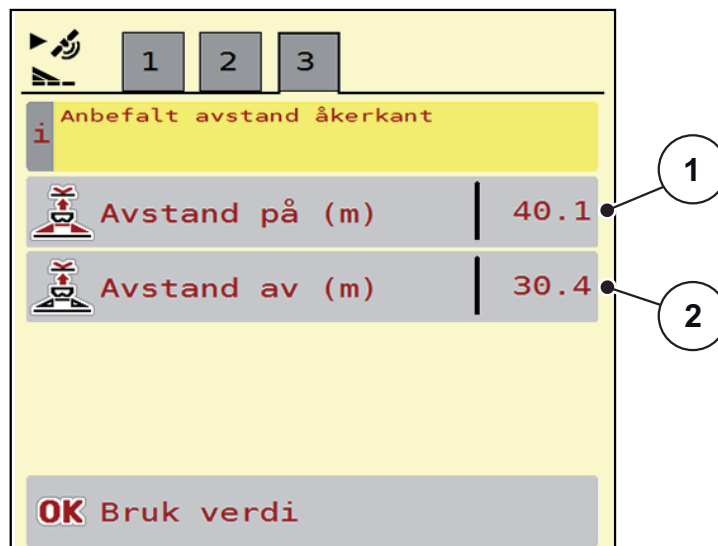 1 2 3
i Anbefalt avstand åkerkant
Avstand på (m) 40.1
1
Avstand av (m) 30.4
2
OK Bruk verdi